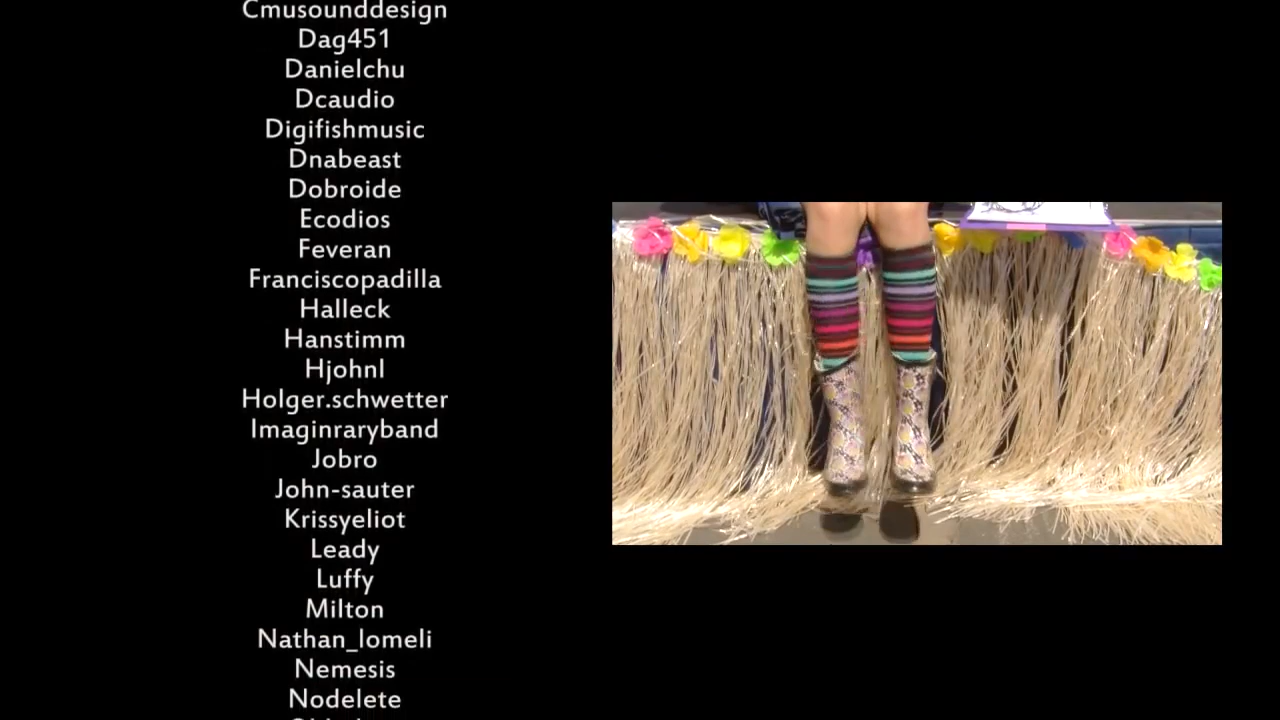 Cmusounddesign
Dag451
Danielchu
Dcaudio
Digifishmusic
Dnabeast
Dobroide
Ecodios
Feveran
Franciscopadilla
Halleck
Hanstimm
Hjohnl
Holger.schwetter
Imaginraryband
Jobro
John-sauter
Krissyeliot
Leady
Luffy
Milton
Nathan_lomeli
Nemesis
Nodelete